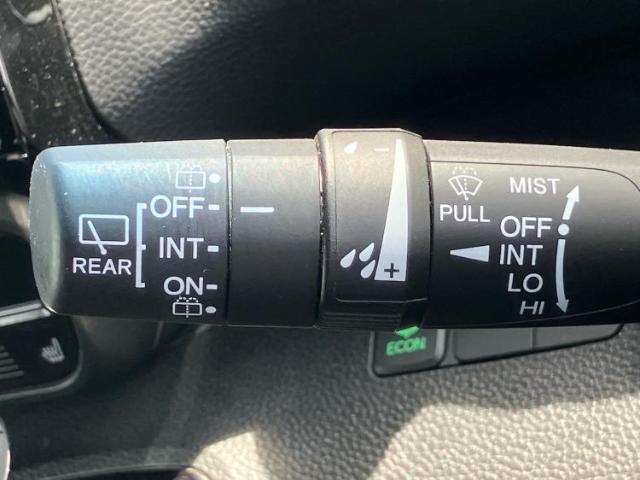 OFF
INT
ON
REAR
- 
+
PULL
MIST
OFF
INT
LO
HI
ECON